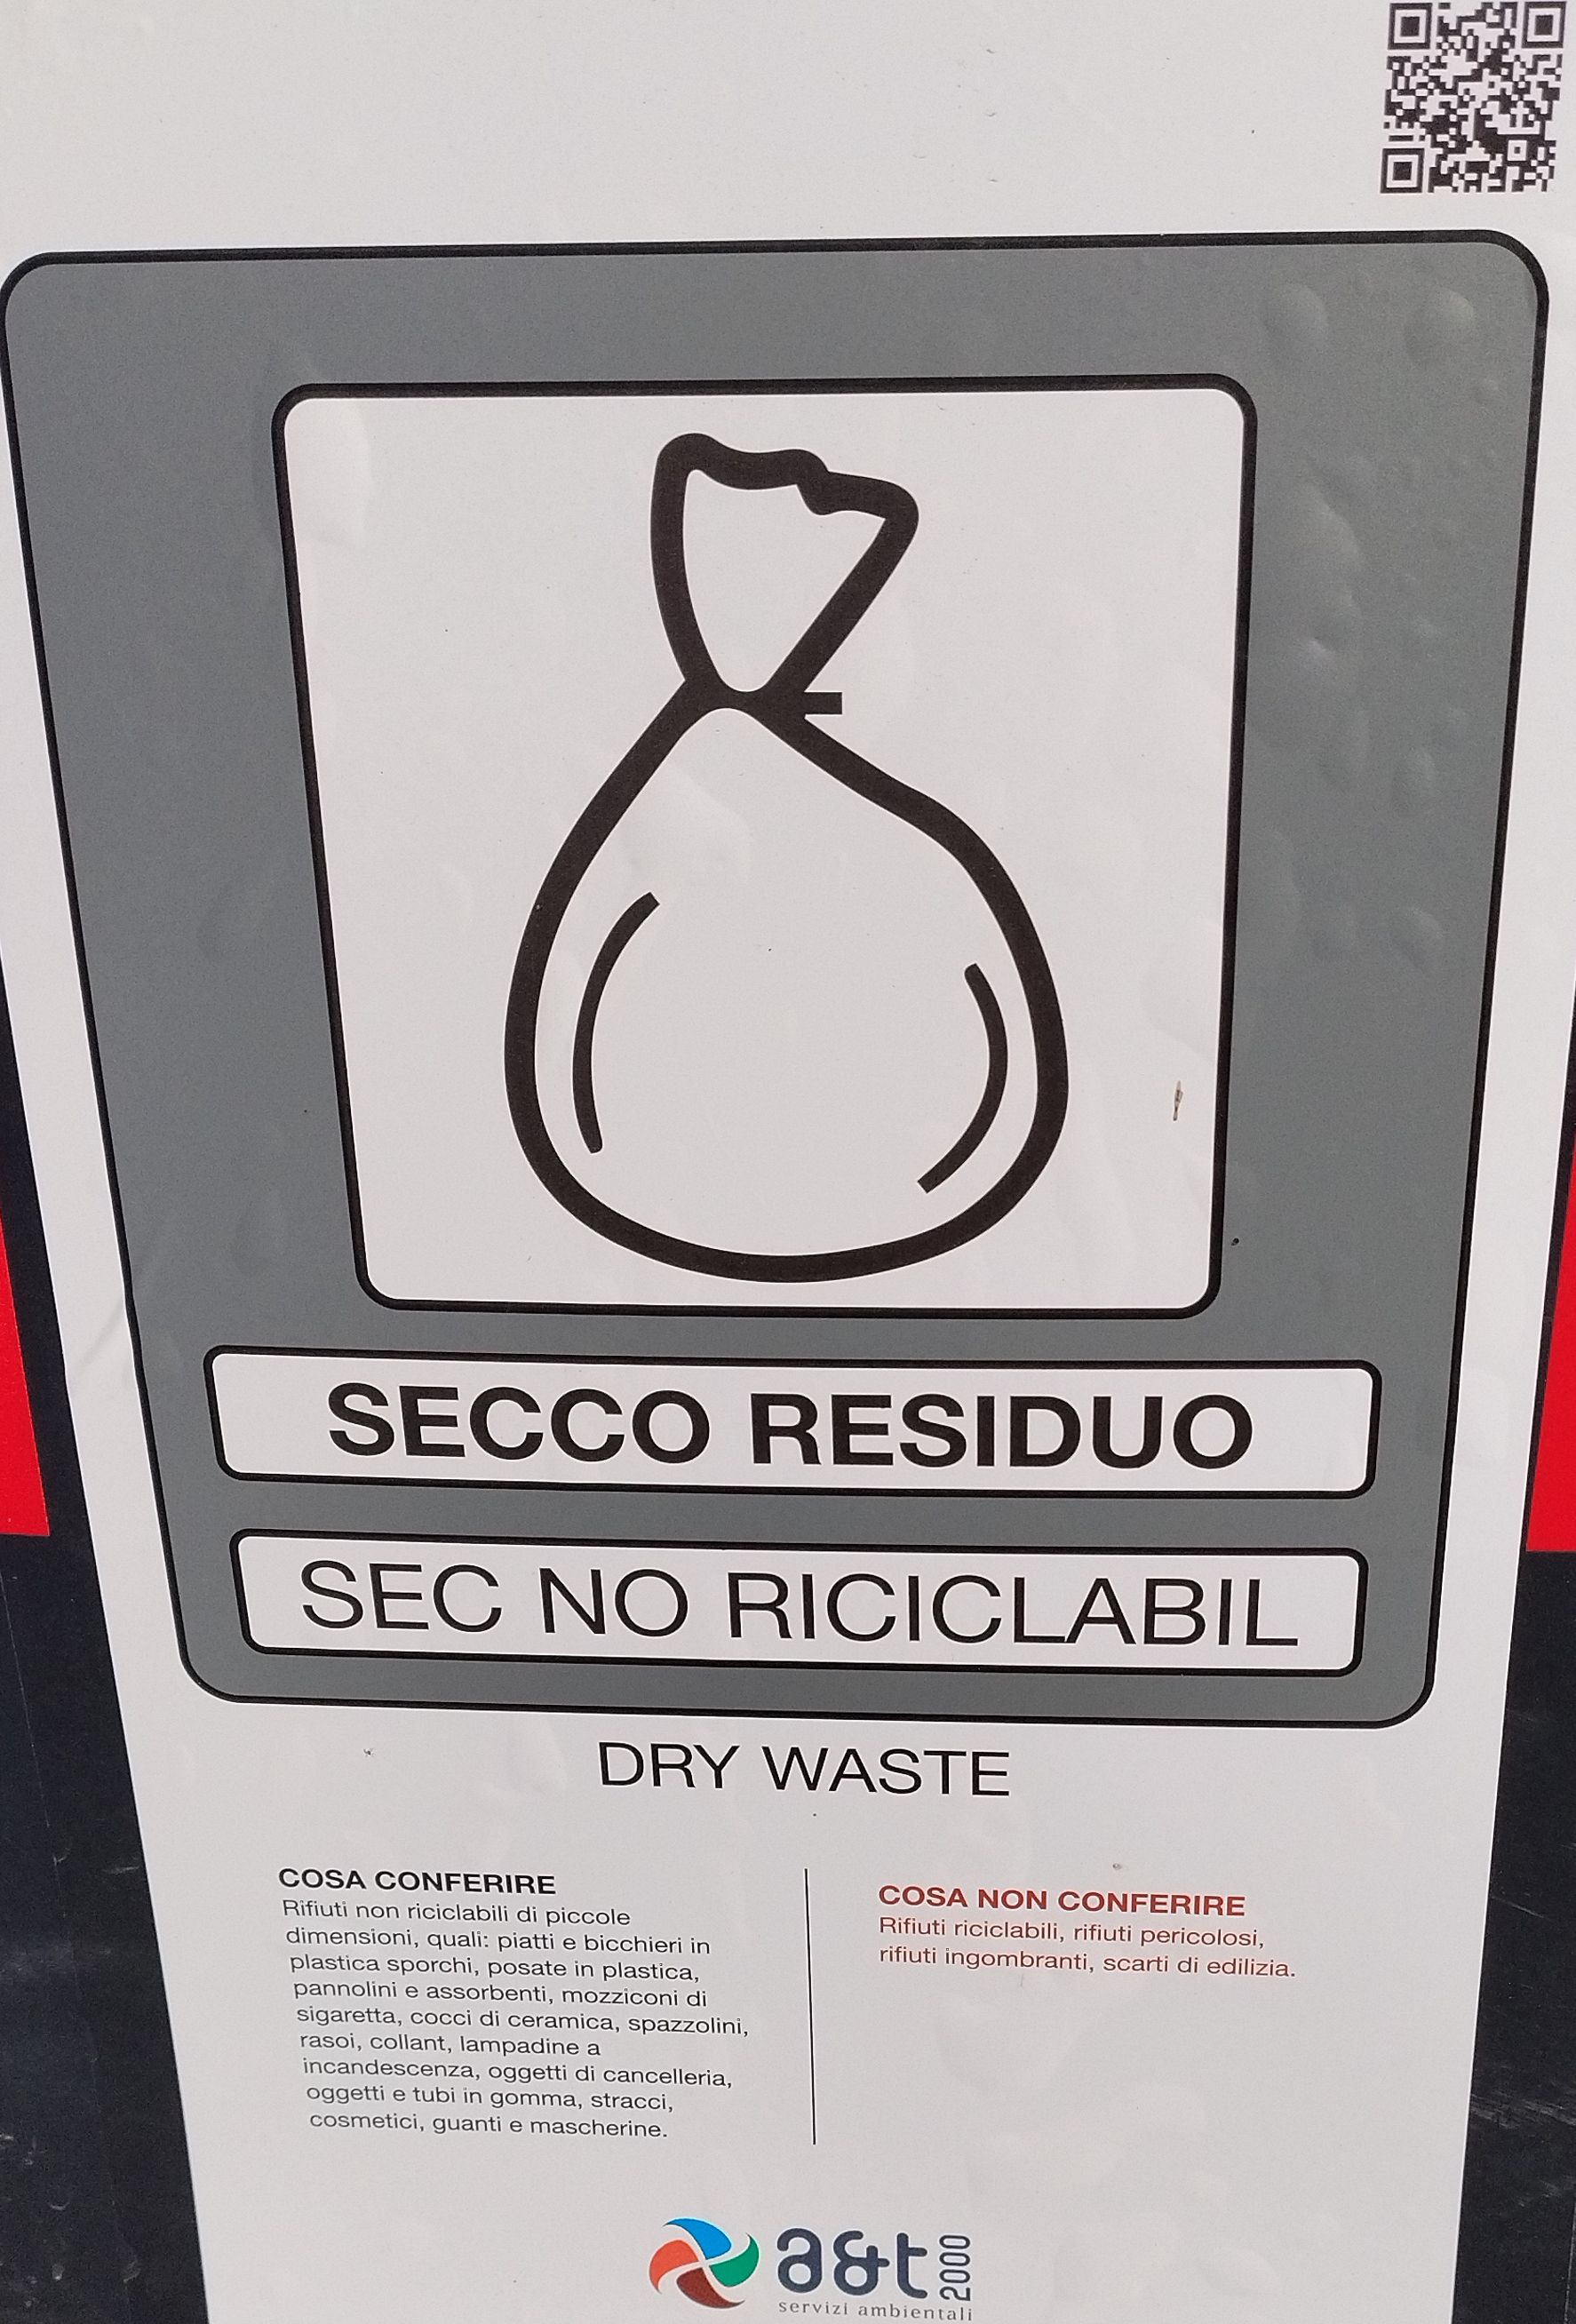 SECCO RESIDUO
SEC NO RICICLABIL
DRY WASTE
COSA CONFERIRE
Rifiuti non riciclabili di piccole
dimensioni, quali: piatti e bicchieri in
plastica sporchi, posate in plastica,
pannolini e assorbenti, mozziconi di
sigaretta, cocci di ceramica, spazzolini,
rasoi, collant, lampadine a
incandescenza, oggetti di cancelleria,
oggetti e tubi in gomma, stracci,
cosmetici, guanti e mascherine.
COSA NON CONFERIRE
Rifiuti riciclabili, rifiuti pericolosi,
rifiuti ingombranti, scarti di edilizia.
a&t 2000
servizi ambientali